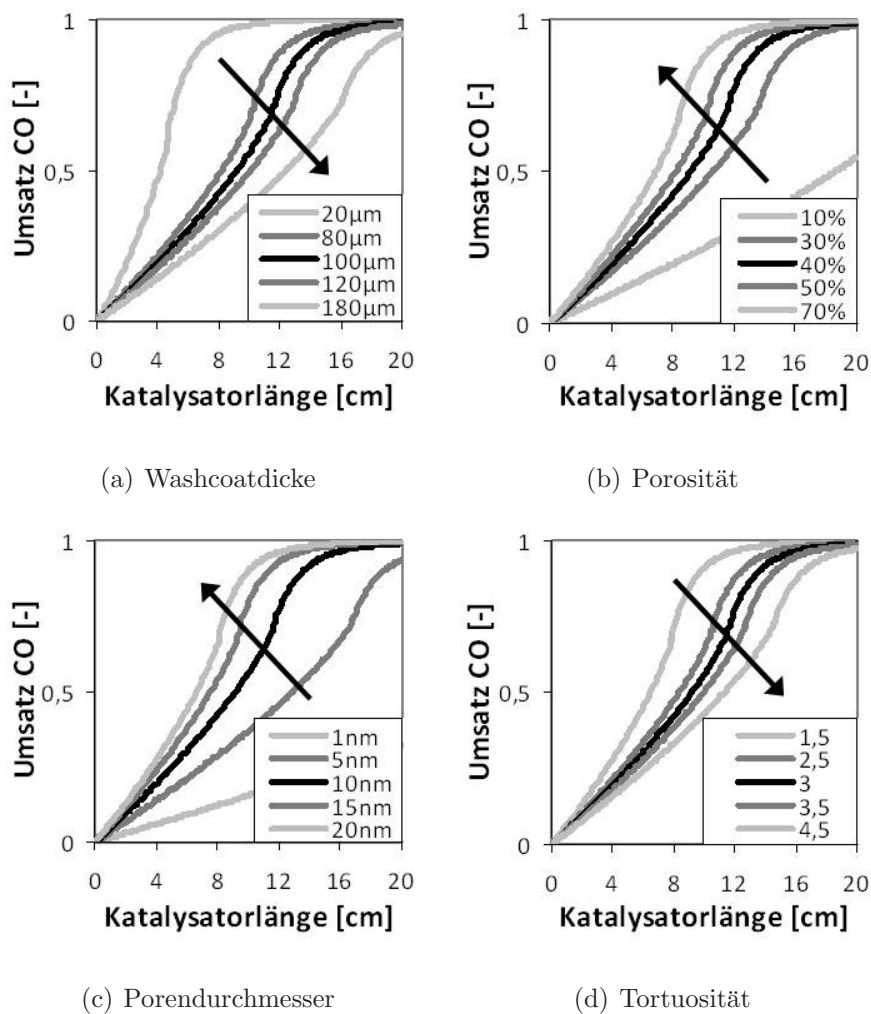 1
Umsatz CO [-]
0,5
0
20µm
80µm
100µm
120µm
180µm
0 4 8 12 16 20
Katalysatorlänge [cm]
(a) Washcoatdicke
1
Umsatz CO [-]
0,5
0
10%
30%
40%
50%
70%
0 4 8 12 16 20
Katalysatorlänge [cm]
(b) Porosität
1
Umsatz CO [-]
0,5
0
1nm
5nm
10nm
15nm
20nm
0 4 8 12 16 20
Katalysatorlänge [cm]
(c) Porendurchmesser
1
Umsatz CO [-]
0,5
0
1,5
2,5
3
3,5
4,5
0 4 8 12 16 20
Katalysatorlänge [cm]
(d) Tortuosität